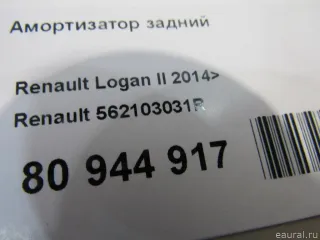 Амортизатор задний
Renault Logan II 2014>
Renault 562103031R
80 944 917
eaural.ru